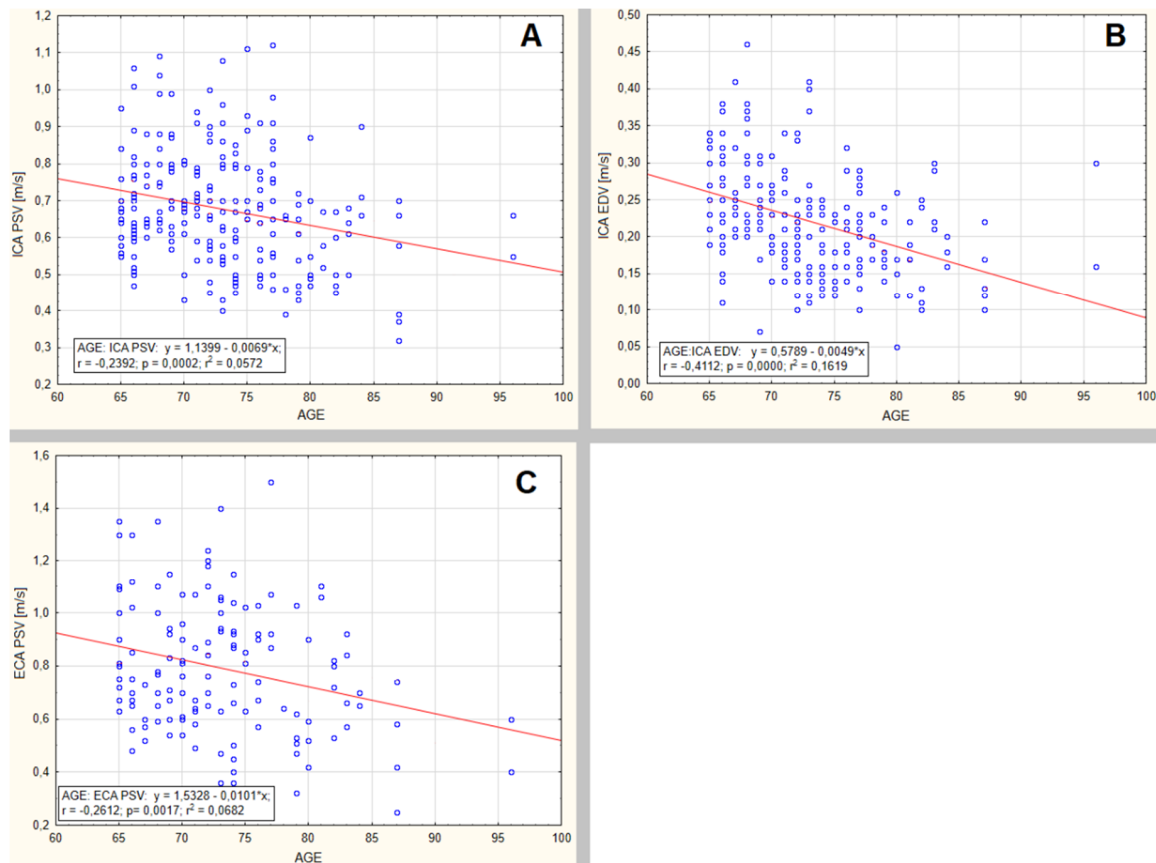 A
1,2
1,1
1,0
0,9
0,8
0,7
0,6
0,5
0,4
0,3
0,2
ICA PSV [m/s]
AGE: ICA PSV:  y = 1,1399 - 0,0069*x;
r = -0,2392; p = 0,0002; r² = 0,0572
60 65 70 75 80 85 90 95 100
AGE
B
0,50
0,45
0,40
0,35
0,30
0,25
0,20
0,15
0,10
0,05
0,00
ICA EDV [m/s]
AGE:ICA EDV:   y = 0,5789 - 0,0049*x;
r = -0,4112; p = 0,0000; r² = 0,1619
60 65 70 75 80 85 90 95 100
AGE
C
1,6
1,4
1,2
1,0
0,8
0,6
0,4
0,2
ECA PSV [m/s]
AGE: ECA PSV:  y = 1,5328 - 0,0101*x;
r = -0,2612; p= 0,0017; r² = 0,0682
60 65 70 75 80 85 90 95 100
AGE